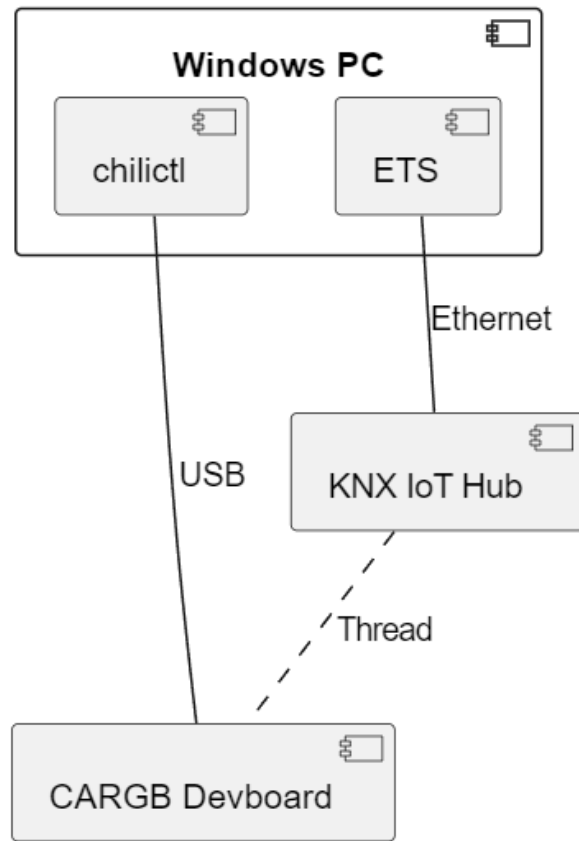 Windows PC
chilictl
ETS
Ethernet
KNX IoT Hub
USB
Thread
CARGB Devboard